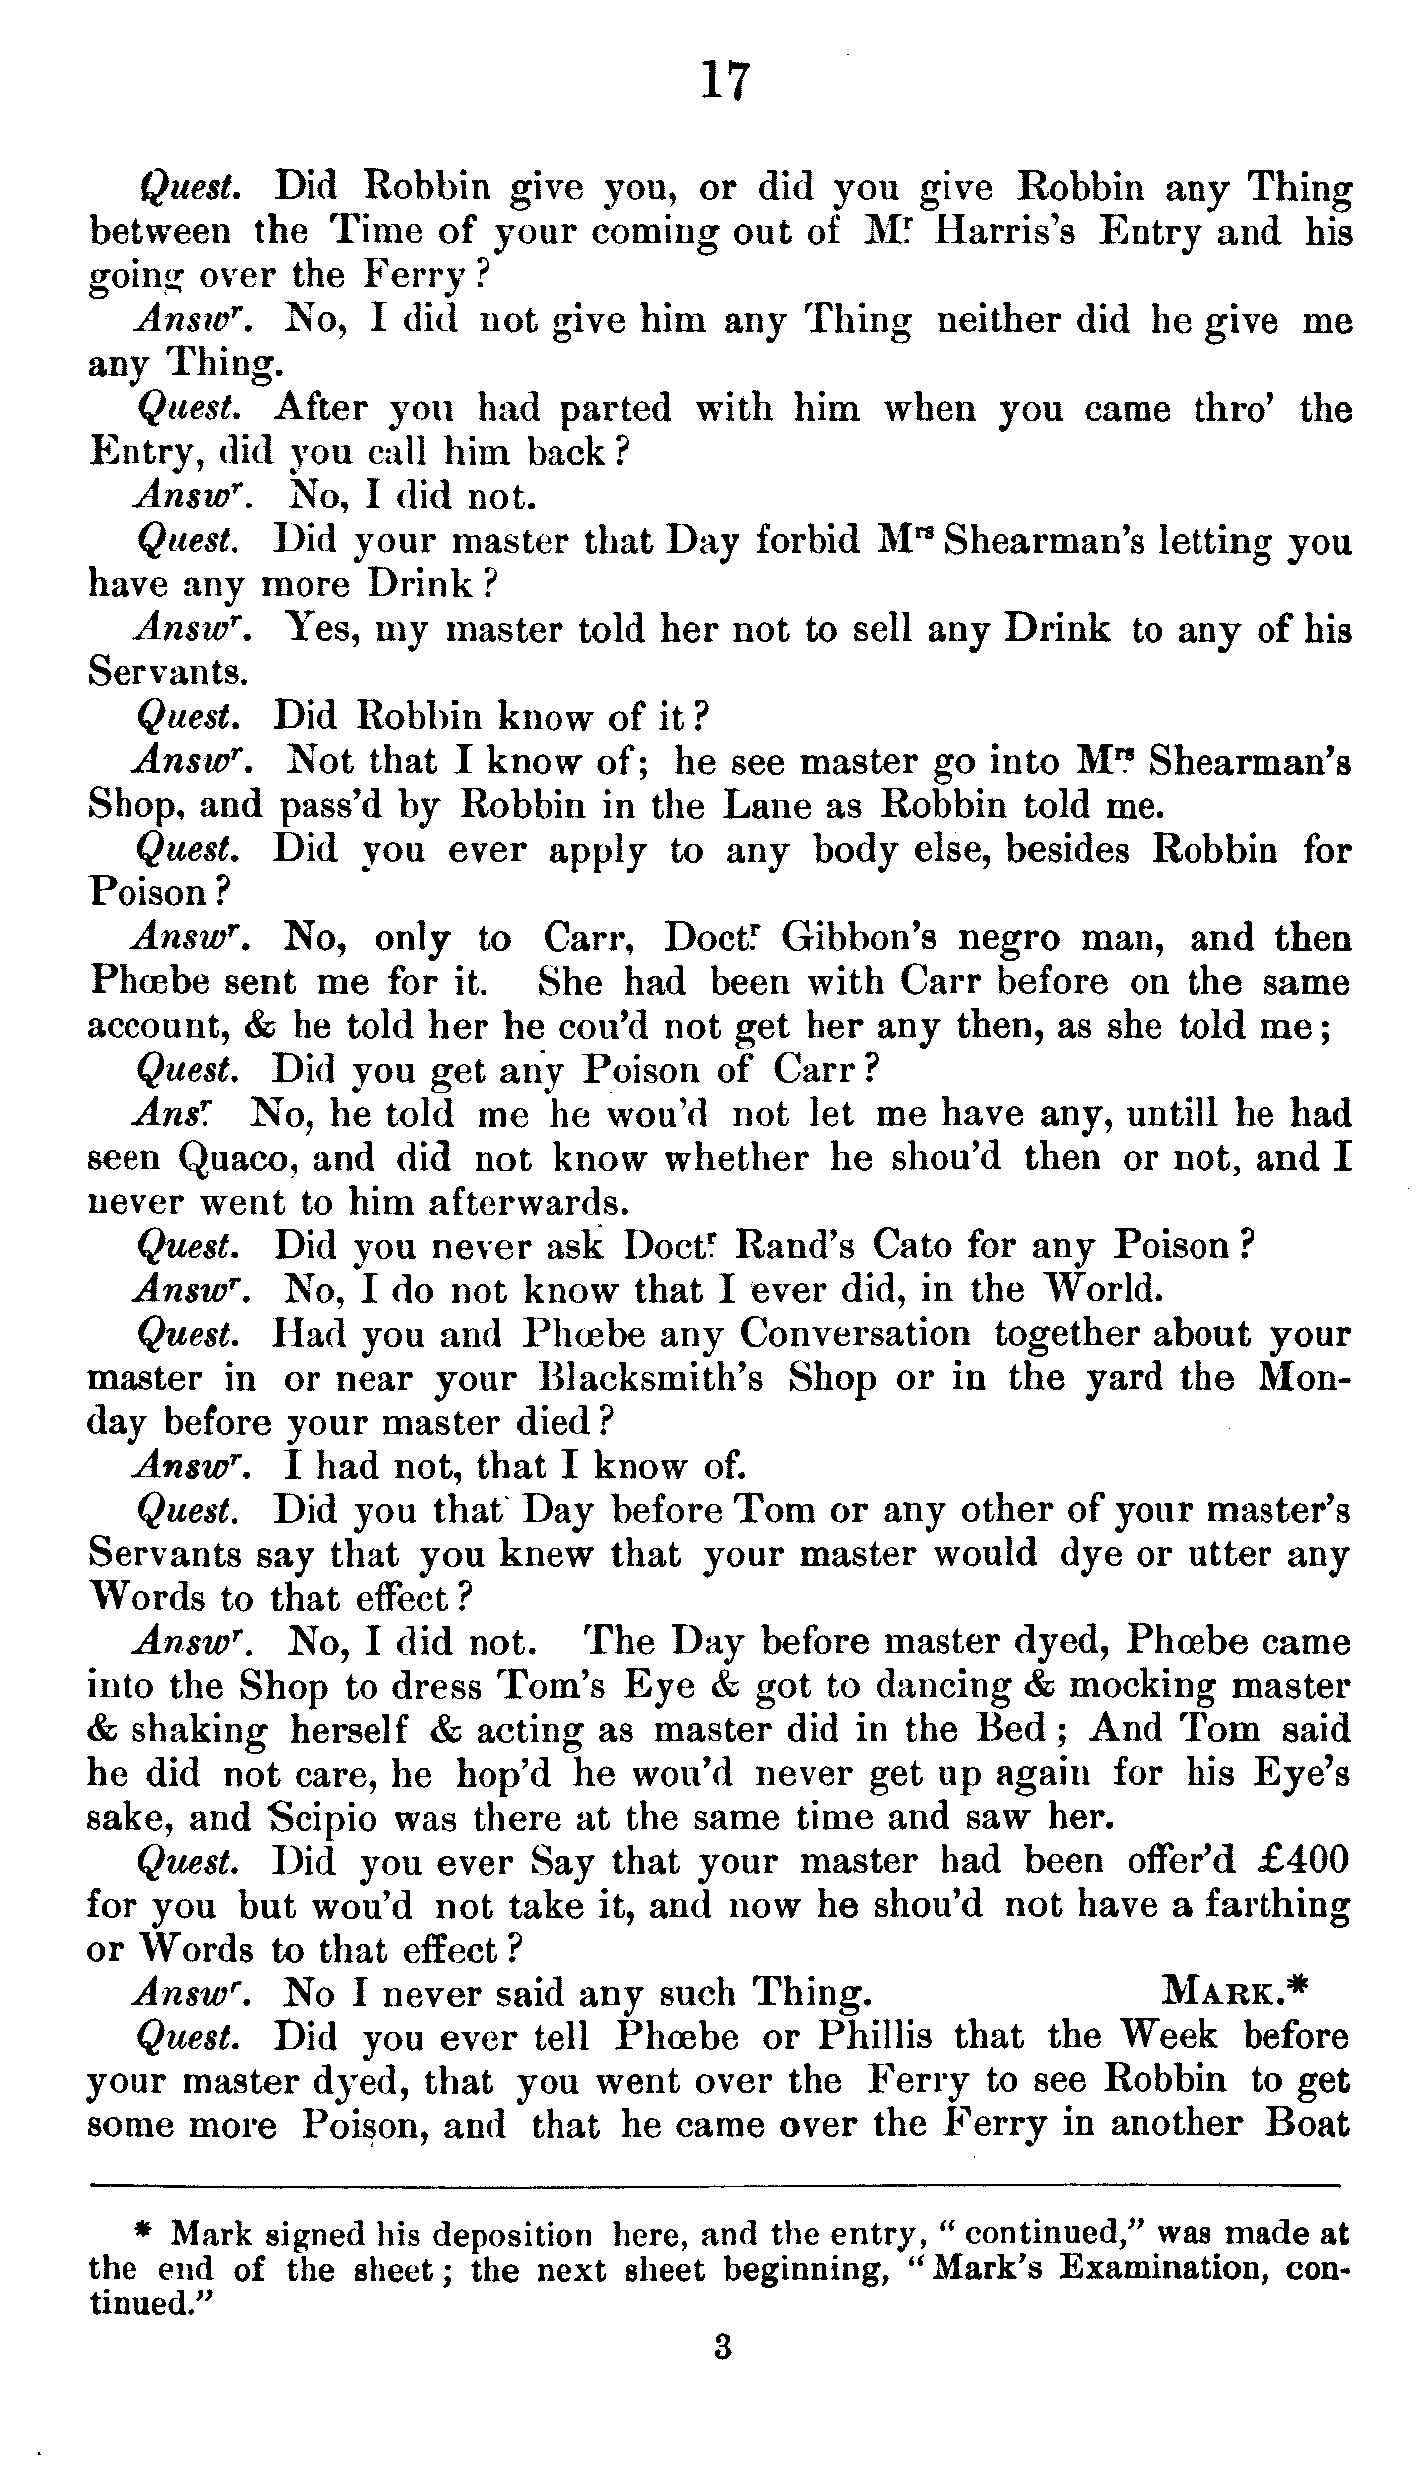 17
Quest. Did Robbin give you, or did you give Robbin any Thing
between the Time of your coming out of Mr Harris's Entry and his
going over the Ferry?
Answr. No, I did not give him any Thing neither did he give me
any Thing.
Quest. After you had parted with him when you came thro' the
Entry, did you call him back?
Answr. No, I did not.
Quest. Did your master that Day forbid Mrs Shearman's letting you
have any more Drink?
Answr. Yes, my master told her not to sell any Drink to any of his
Servants.
Quest. Did Robbin know of it?
Answr. Not that I know of; he see master go into Mrs Shearman's
Shop, and pass'd by Robbin in the Lane as Robbin told me.
Quest. Did you ever apply to any body else, besides Robbin for
Poison?
Answr. No, only to Carr, Doctr Gibbon's negro man, and then
Phœbe sent me for it. She had been with Carr before on the same
account, & he told her he cou'd not get her any then, as she told me;
Quest. Did you get any Poison of Carr?
Ansr No, he told me he wou'd not let me have any, untill he had
seen Quaco, and did not know whether he shou'd then or not, and I
never went to him afterwards.
Quest. Did you never ask Doctr Rand's Cato for any Poison?
Answr. No, I do not know that I ever did, in the World.
Quest. Had you and Phœbe any Conversation together about your
master in or near your Blacksmith's Shop or in the yard the Mon-
day before your master died?
Answr. I had not, that I know of.
Quest. Did you that Day before Tom or any other of your master's
Servants say that you knew that your master would dye or utter any
Words to that effect?
Answr. No, I did not. The Day before master dyed, Phœbe came
into the Shop to dress Tom's Eye & got to dancing & mocking master
& shaking herself & acting as master did in the Bed; And Tom said
he did not care, he hop'd he wou'd never get up again for his Eye's
sake, and Scipio was there at the same time and saw her.
Quest. Did you ever Say that your master had been offer'd £400
for you but wou'd not take it, and now he shou'd not have a farthing
or Words to that effect?
Answr. No I never said any such Thing. MARK.*
Quest. Did you ever tell Phœbe or Phillis that the Week before
your master dyed, that you went over the Ferry to see Robbin to get
some more Poison, and that he came over the Ferry in another Boat
* Mark signed his deposition here, and the entry, "continued," was made at
the end of the sheet; the next sheet beginning, "Mark's Examination, con-
tinued."
3